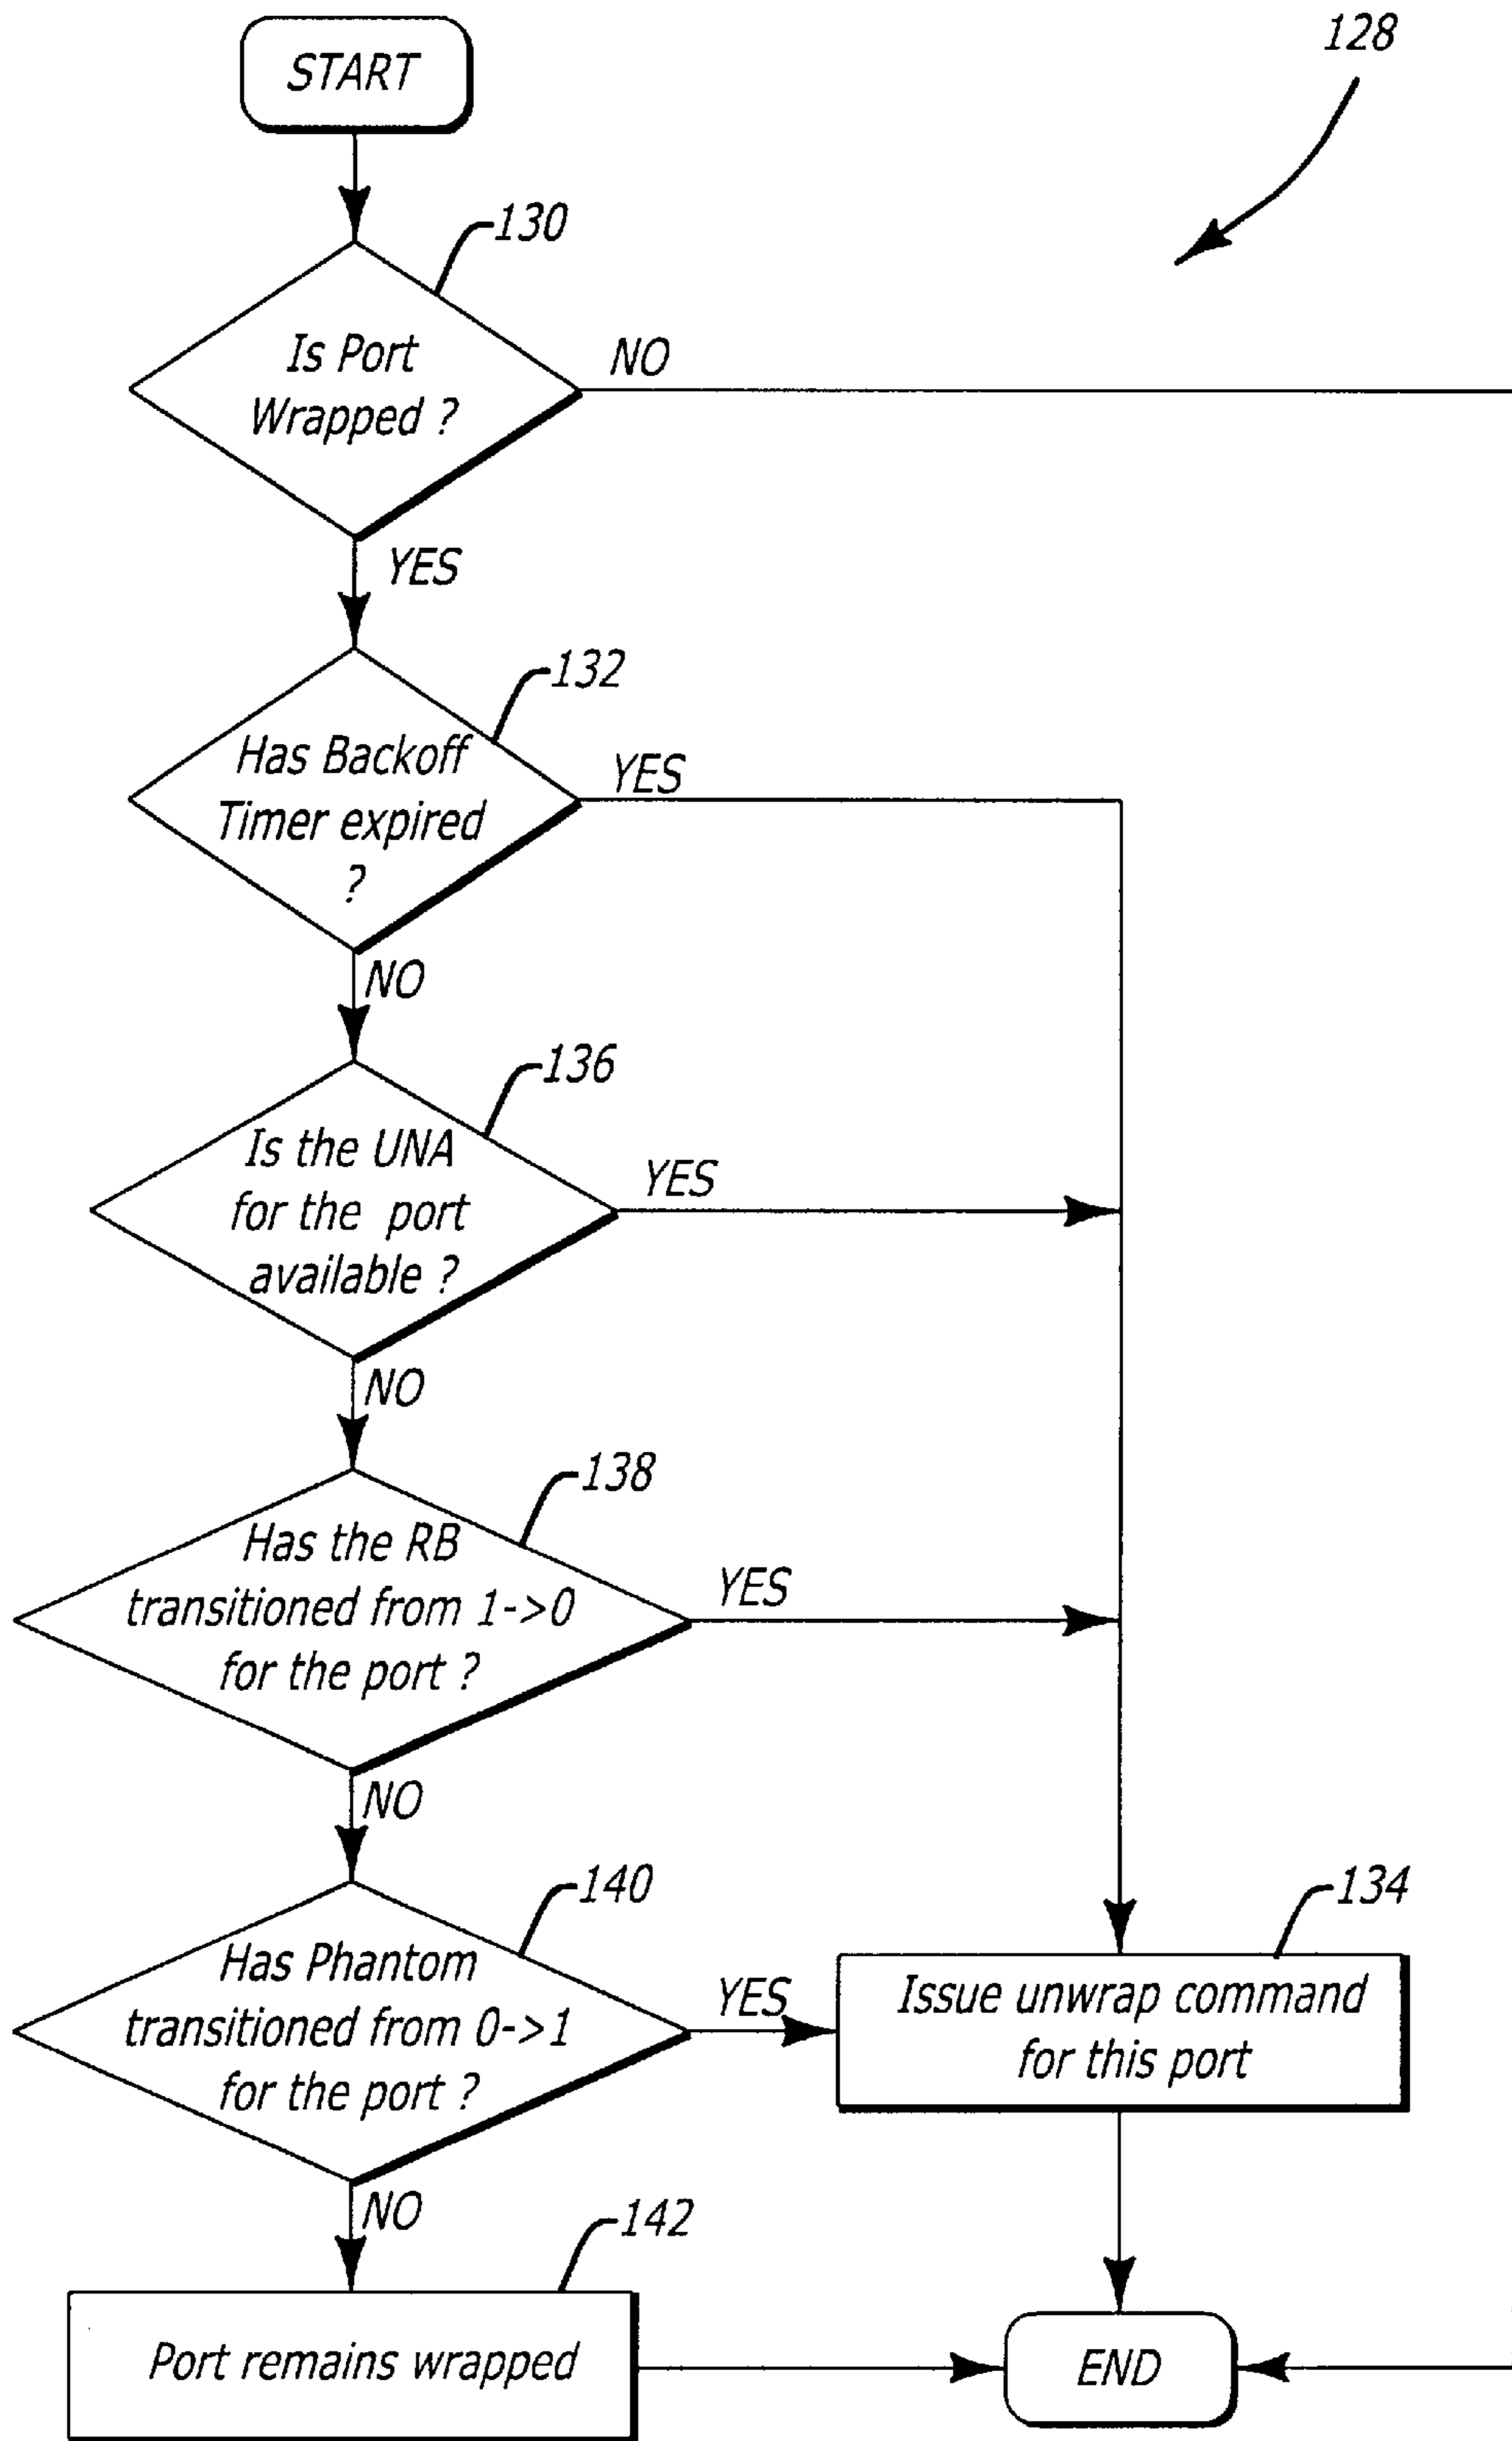 START
128
130
Is Port
Wrapped ?
NO
YES
132
Has Backoff
Timer expired
?
YES
NO
136
Is the UNA
for the port
available ?
YES
NO
138
Has the RB
transitioned from 1->0
for the port ?
YES
NO
140
Has Phantom
transitioned from 0->1
for the port ?
YES
134
Issue unwrap command
for this port
NO
142
Port remains wrapped
END